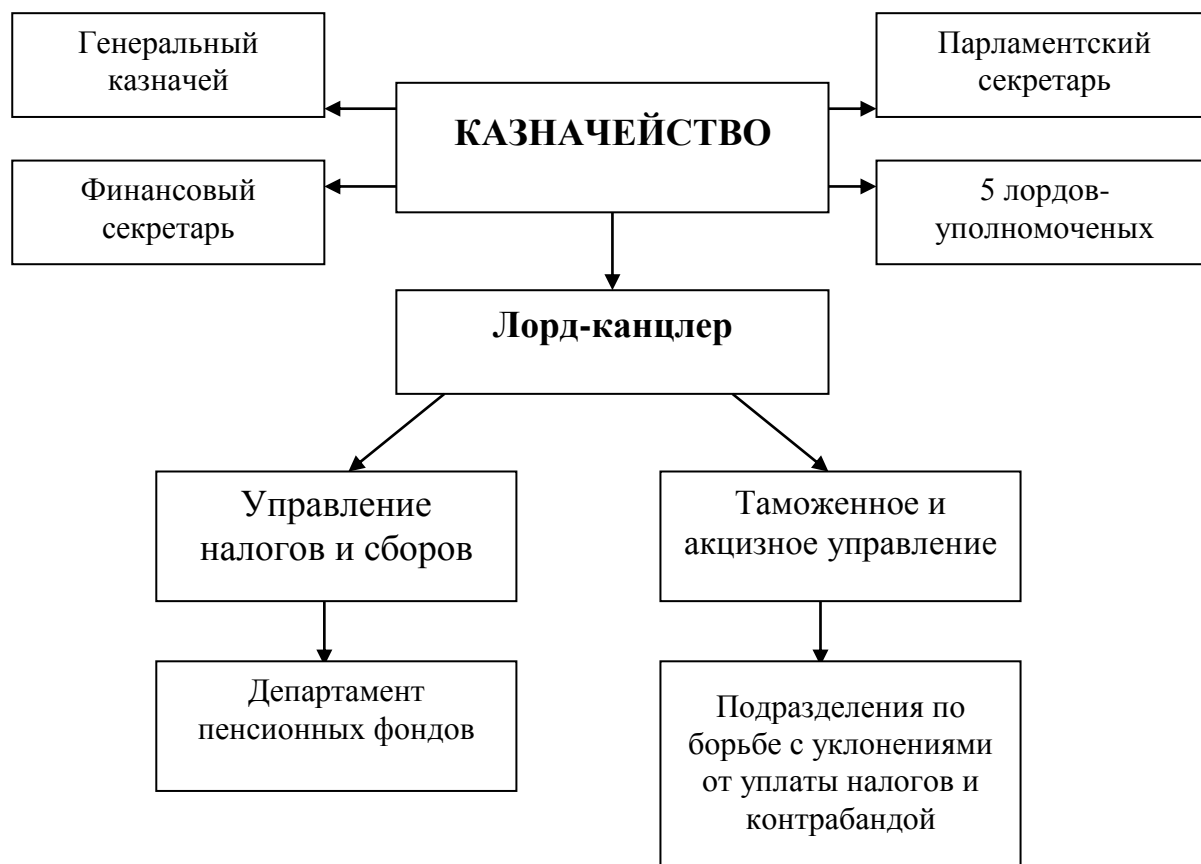 Генеральный
казначей
Парламентский
секретарь
КАЗНАЧЕЙСТВО
Финансовый
секретарь
5 лордов-
уполномоченых
Лорд-канцлер
Управление
налогов и сборов
Таможенное и
акцизное управление
Департамент
пенсионных фондов
Подразделения по
борьбе с уклонениями
от уплаты налогов и
контрабандой